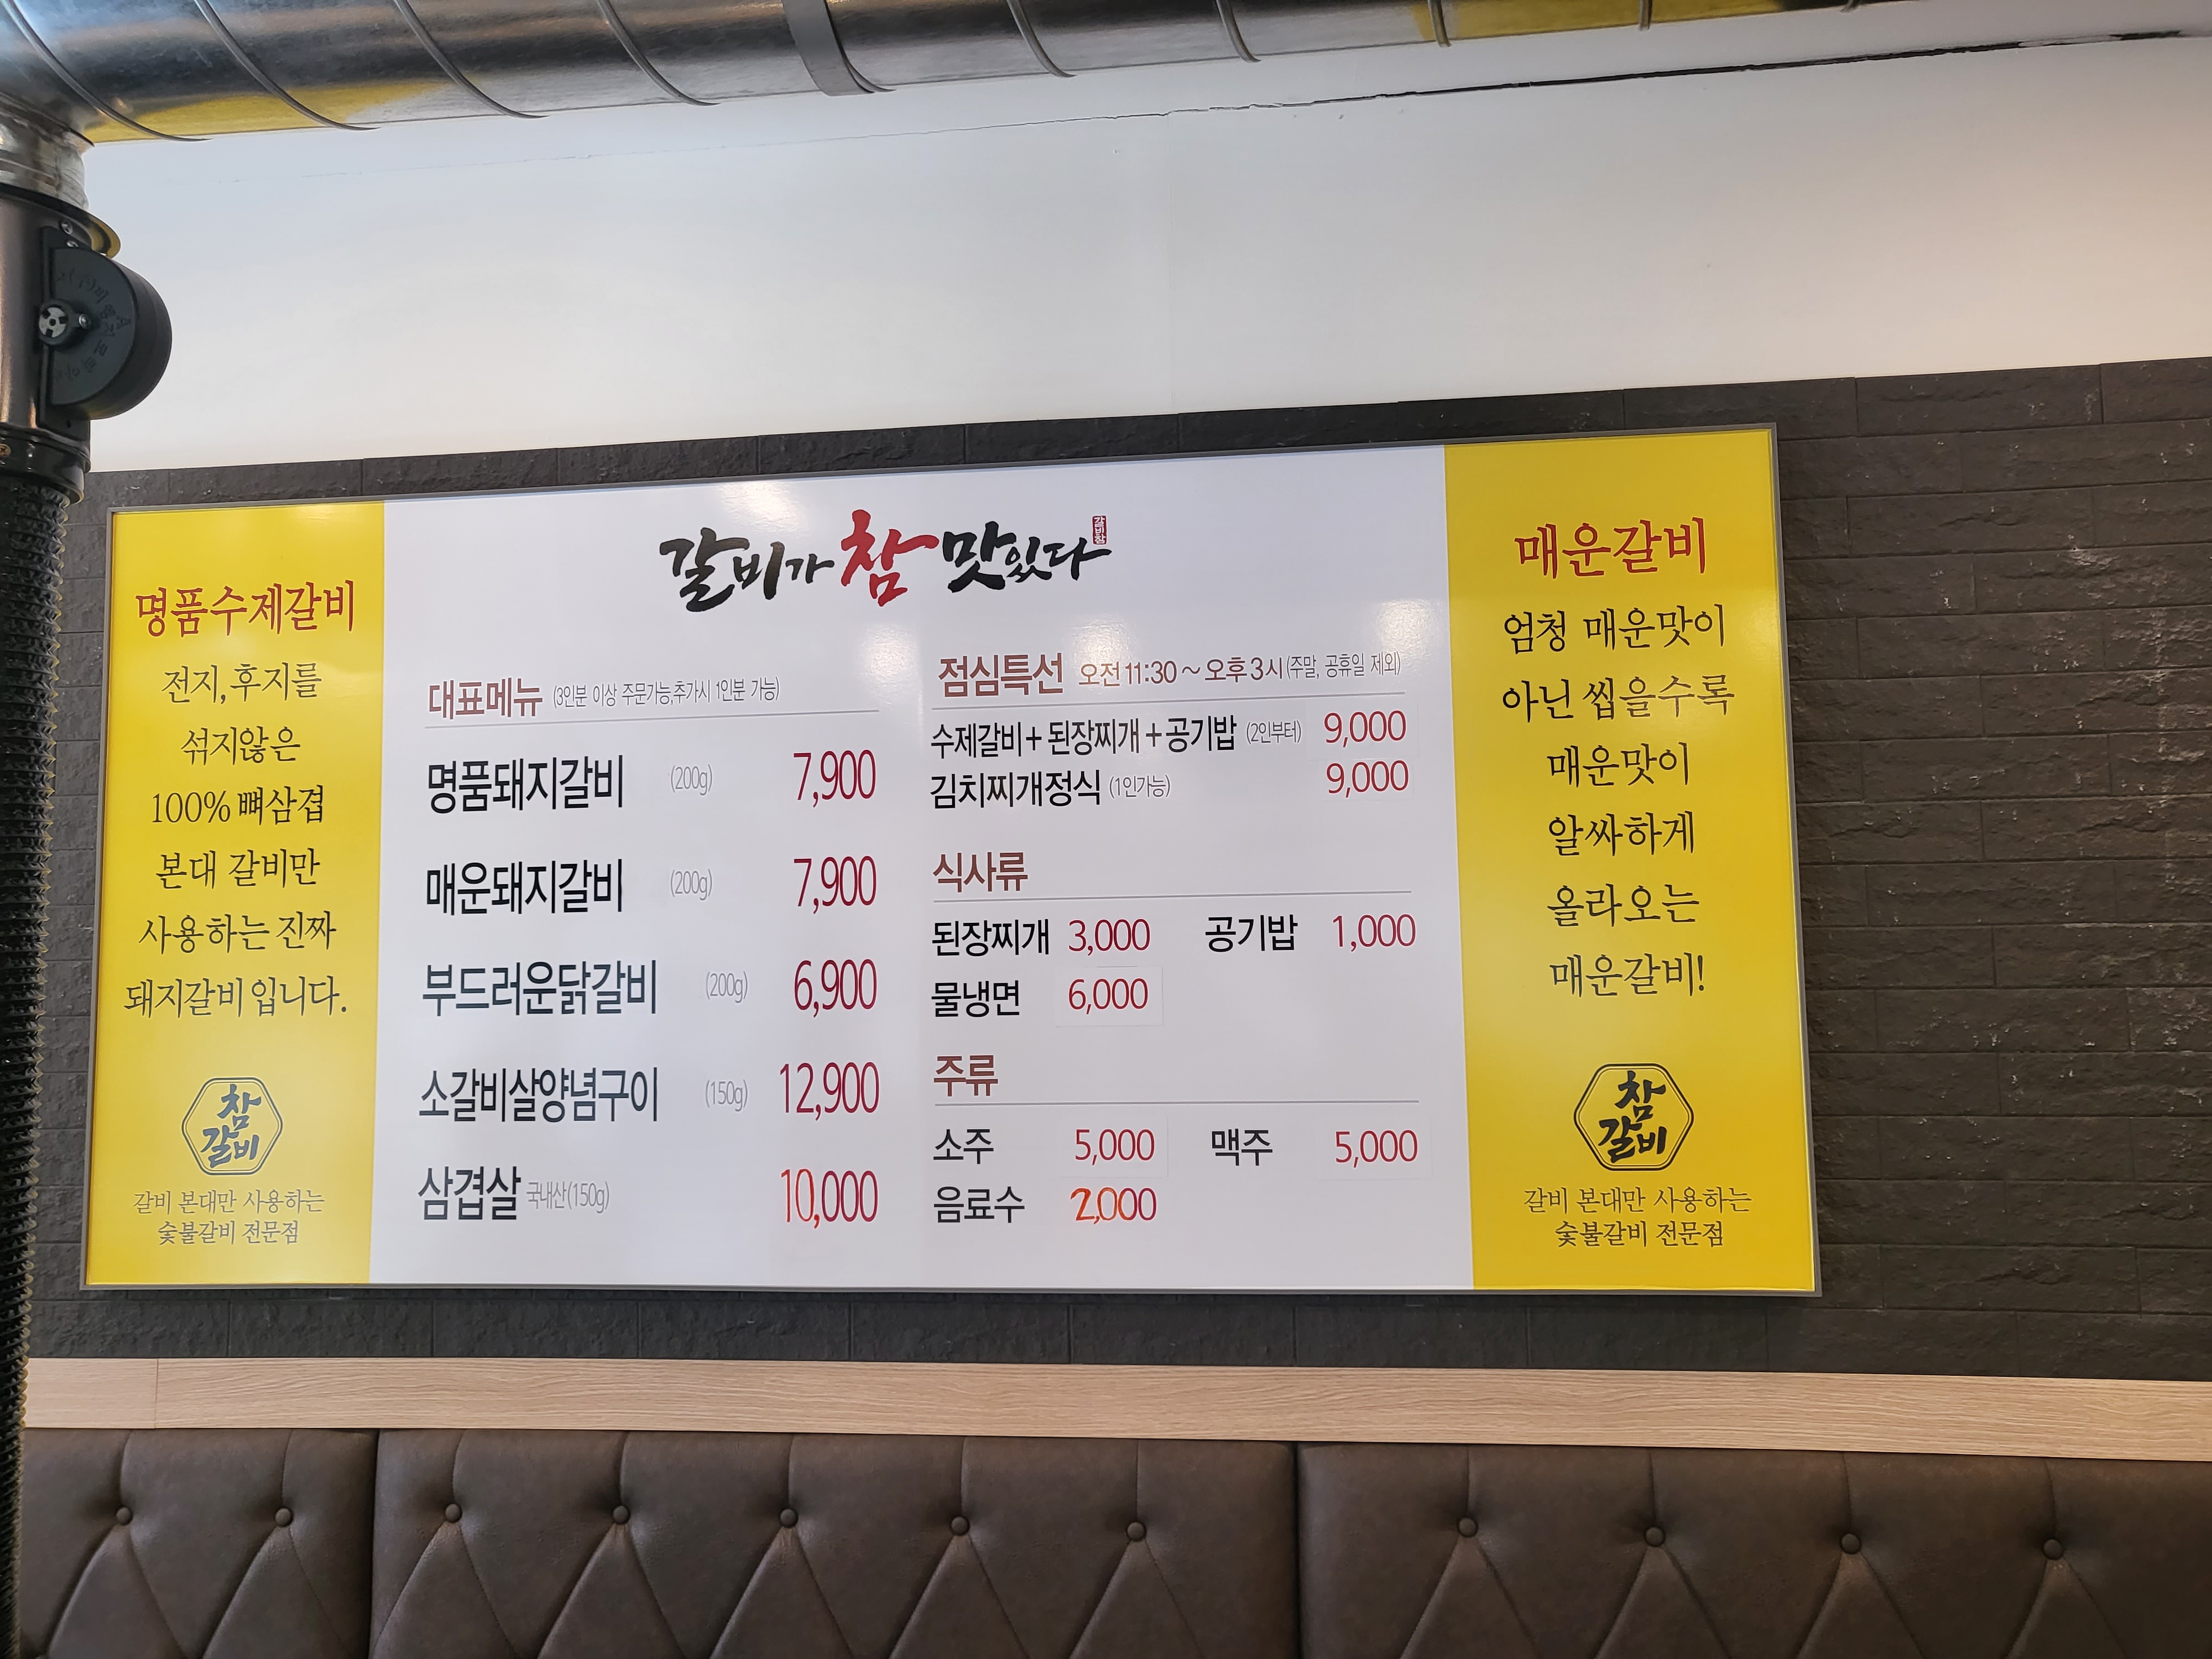 명품수제갈비
전지,후지를
섞지않은
100% 뼈삼겹
본대 갈비만
사용하는 진짜
돼지갈비입니다.
참
갈비
갈비 본대만 사용하는
숯불갈비 전문점
갈비가 참 맛있다
갈비참
대표메뉴 (3인분 이상 주문가능,추가시 1인분 가능)
명품돼지갈비 (200g) 7,900
매운돼지갈비 (200g) 7,900
부드러운닭갈비 (200g) 6,900
소갈비살양념구이 (150g) 12,900
삼겹살 국내산(150g) 10,000
점심특선 오전 11:30 ~ 오후 3시 (주말, 공휴일 제외)
수제갈비 + 된장찌개 + 공기밥 (2인부터) 9,000
김치찌개정식 (1인가능) 9,000
식사류
된장찌개 3,000 공기밥 1,000
물냉면 6,000
주류
소주 5,000 맥주 5,000
음료수 2,000
매운갈비
엄청 매운맛이
아닌 씹을수록
매운맛이
알싸하게
올라오는
매운갈비!
참
갈비
갈비 본대만 사용하는
숯불갈비 전문점